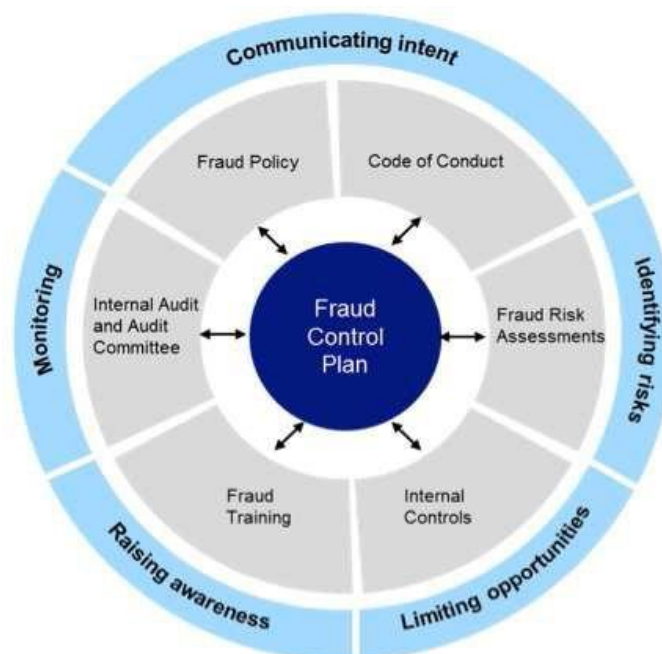 Communicating intent
Fraud Policy
Code of Conduct
Monitoring
Internal Audit
and Audit
Committee
Fraud
Control
Plan
Fraud Risk
Assessments
Identifying risks
Fraud
Training
Internal
Controls
Raising awareness
Limiting opportunities